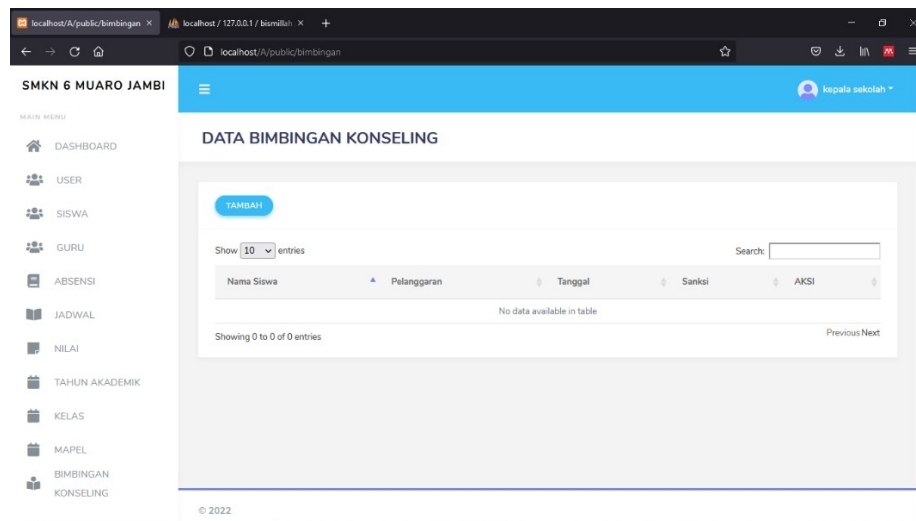 localhost/A/public/bimbingan
localhost / 127.0.0.1 / bismillah
localhost/A/public/bimbingan
SMKN 6 MUARO JAMBI
kepala sekolah
MAIN MENU
DASHBOARD
USER
SISWA
GURU
ABSENSI
JADWAL
NILAI
TAHUN AKADEMIK
KELAS
MAPEL
BIMBINGAN
KONSELING
DATA BIMBINGAN KONSELING
TAMBAH
Show 10 entries
Search:
Nama Siswa Pelanggaran Tanggal Sanksi AKSI
No data available in table
Showing 0 to 0 of 0 entries
Previous Next
© 2022